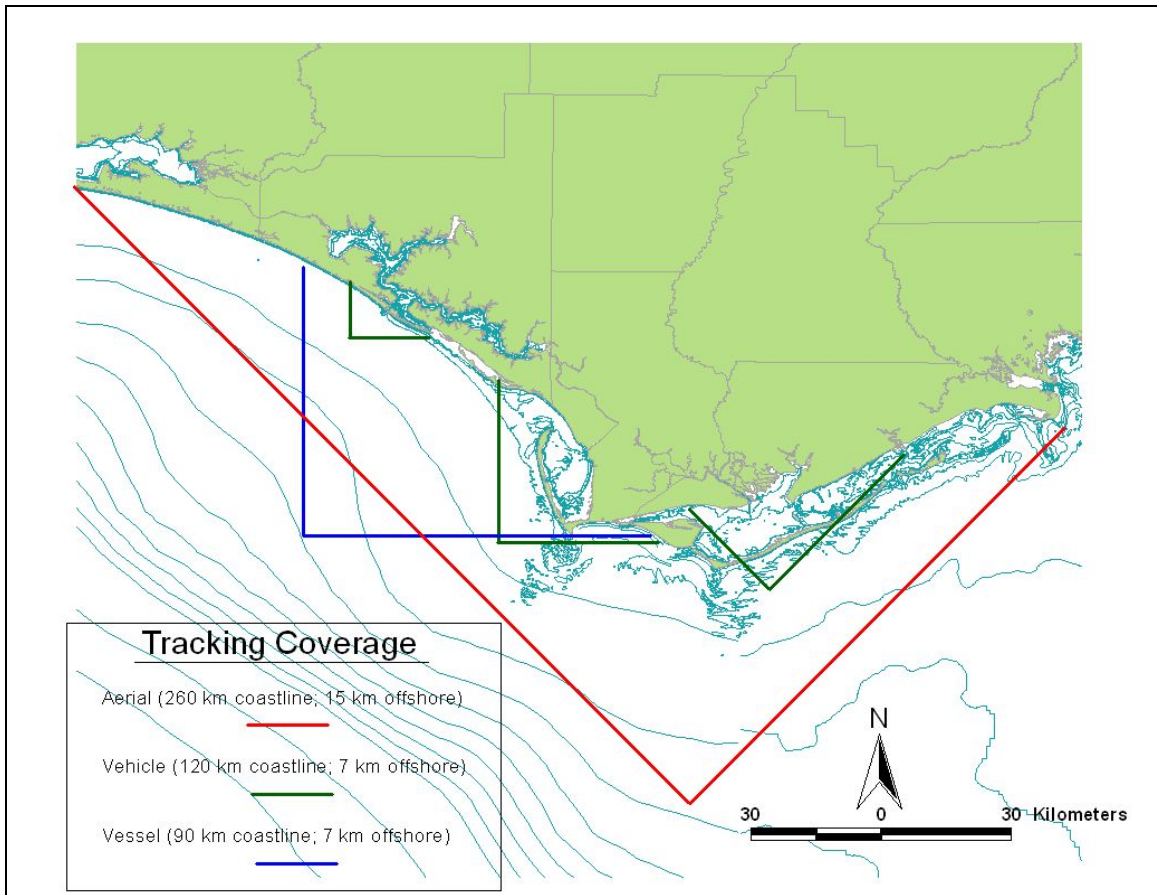 Tracking Coverage
Aerial (260 km coastline; 15 km offshore)
Vehicle (120 km coastline; 7 km offshore)
Vessel (90 km coastline; 7 km offshore)
N
30 0 30 Kilometers